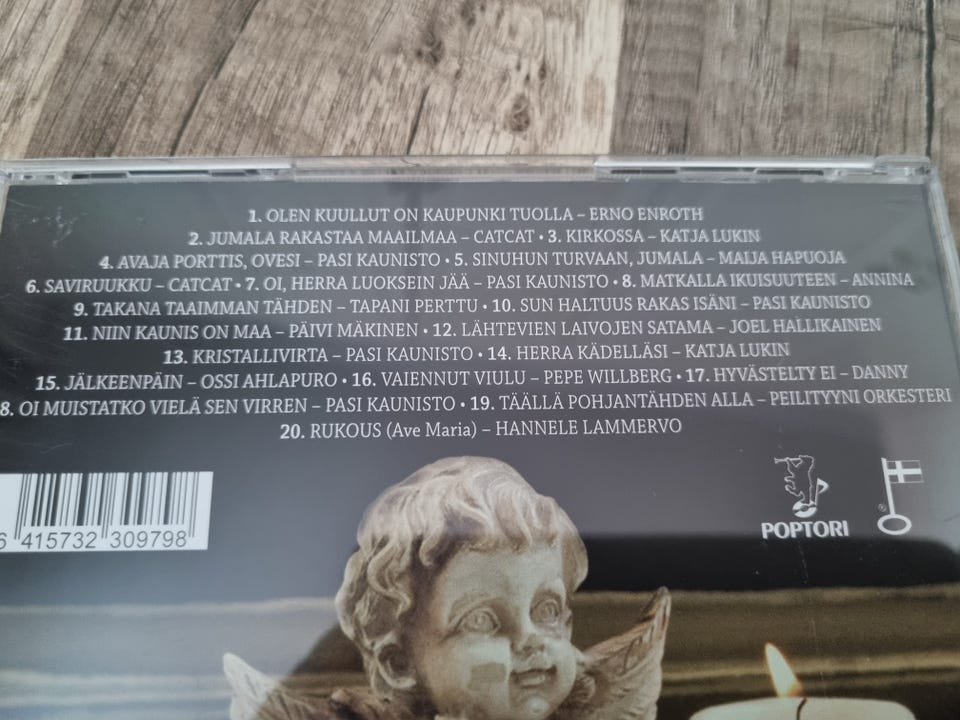 1. OLEN KUULLUT ON KAUPUNKI TUOLLA – ERNO ENROTH
2. JUMALA RAKASTAA MAAILMAA – CATCAT • 3. KIRKOSSA – KATJA LUKIN
4. AVAJA PORTTIS, OVESI – PASI KAUNISTO • 5. SINUHUN TURVAAN, JUMALA – MAIJA HAPUOJA
6. SAVIRUUKKU – CATCAT • 7. OI, HERRA LUOKSEIN JÄÄ – PASI KAUNISTO • 8. MATKALLA IKUISUUTEEN – ANNINA
9. TAKANA TAAIMMAN TÄHDEN – TAPANI PERTTU • 10. SUN HALTUUS RAKAS ISÄNI – PASI KAUNISTO
11. NIIN KAUNIS ON MAA – PÄIVI MÄKINEN • 12. LÄHTEVIEN LAIVOJEN SATAMA – JOEL HALLIKAINEN
13. KRISTALLIVIRTA – PASI KAUNISTO • 14. HERRA KÄDELLÄSI – KATJA LUKIN
15. JÄLKEENPÄIN – OSSI AHLAPURO • 16. VAIENNUT VIULU – PEPE WILLBERG • 17. HYVÄSTELTY EI – DANNY
8. OI MUISTATKO VIELÄ SEN VIRREN – PASI KAUNISTO • 19. TÄÄLLÄ POHJANTÄHDEN ALLA – PEILITYYNI ORKESTERI
20. RUKOUS (Ave Maria) – HANNELE LAMMERVO
6 415732 309798
POPTORI
®